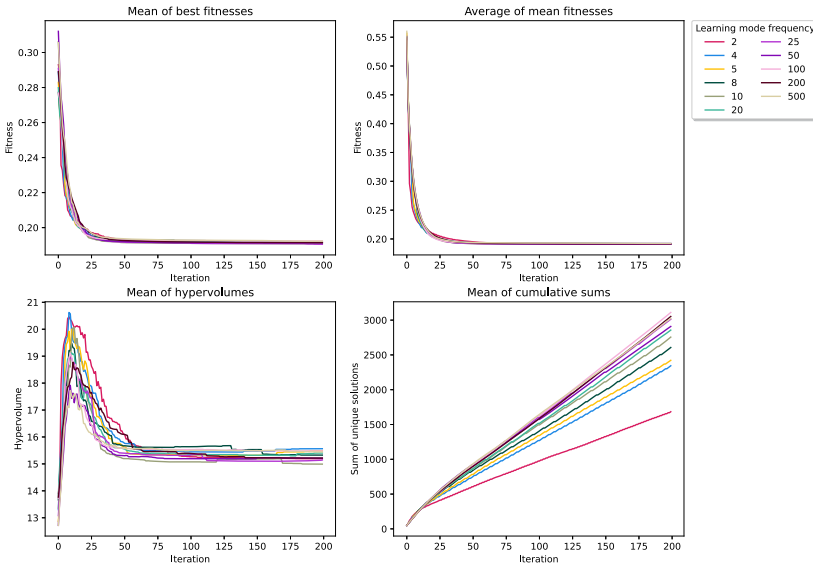 Mean of best fitnesses
0.30
0.28
0.26
0.24
0.22
0.20
Fitness
0 25 50 75 100 125 150 175 200
Iteration
Average of mean fitnesses
0.55
0.50
0.45
0.40
0.35
0.30
0.25
0.20
Fitness
0 25 50 75 100 125 150 175 200
Iteration
Learning mode frequency
2 25
4 50
5 100
8 200
10 500
20
Mean of hypervolumes
21
20
19
18
17
16
15
14
13
Hypervolume
0 25 50 75 100 125 150 175 200
Iteration
Mean of cumulative sums
3000
2500
2000
1500
1000
500
0
Sum of unique solutions
0 25 50 75 100 125 150 175 200
Iteration